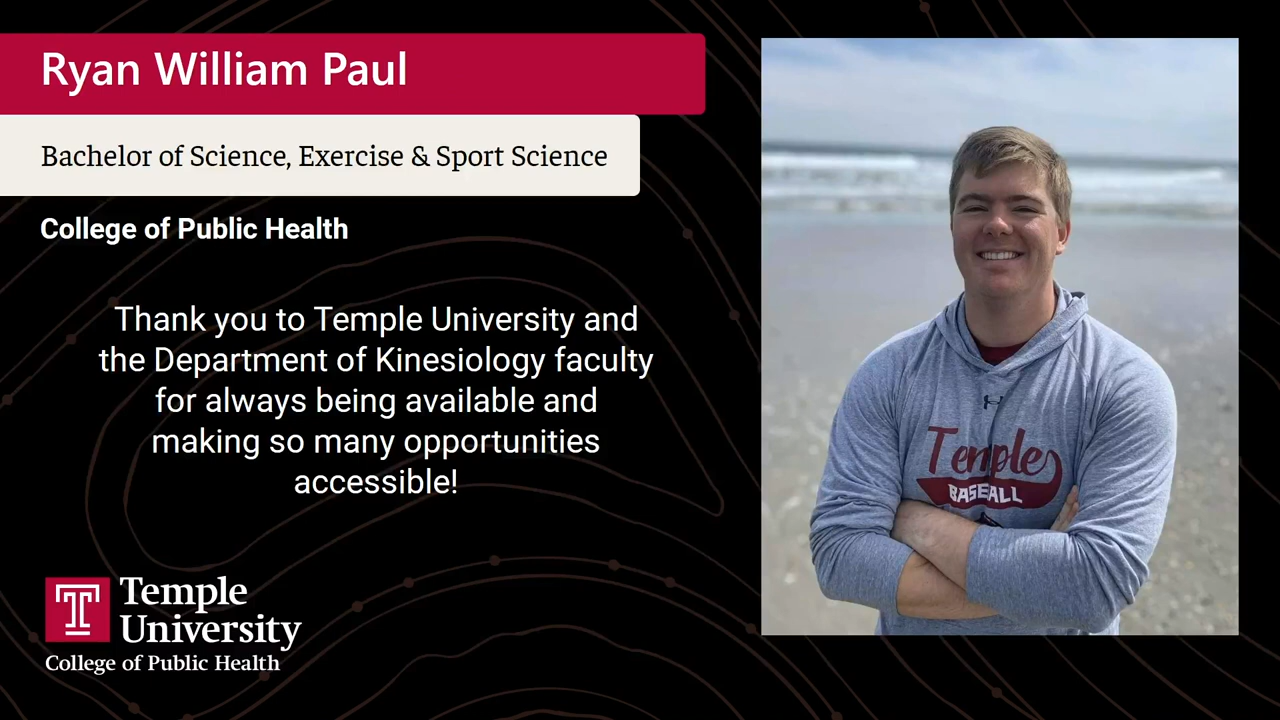 Ryan William Paul
Bachelor of Science, Exercise & Sport Science
College of Public Health
Thank you to Temple University and
the Department of Kinesiology faculty
for always being available and
making so many opportunities
accessible!
Temple
University
College of Public Health
Temple
BASEBALL